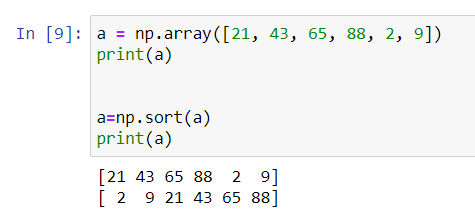 In [9]: a = np.array([21, 43, 65, 88, 2, 9])
print(a)
a=np.sort(a)
print(a)
[21 43 65 88  2  9]
[ 2  9 21 43 65 88]